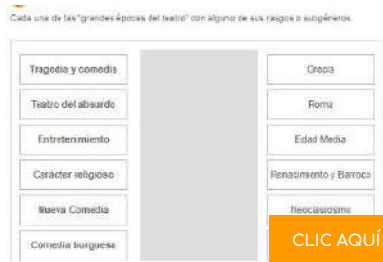 Cada una de las "grandes épocas del teatro" con alguno de sus rasgos o subgéneros.
Tragedia y comedia
Grecia
Teatro del absurdo
Roma
Entretenimiento
Edad Media
Carácter religioso
Renasimiento y Barroco
Nueva Comedia
Neoclasicismo
Comedia burguesa
CLIC AQUÍ